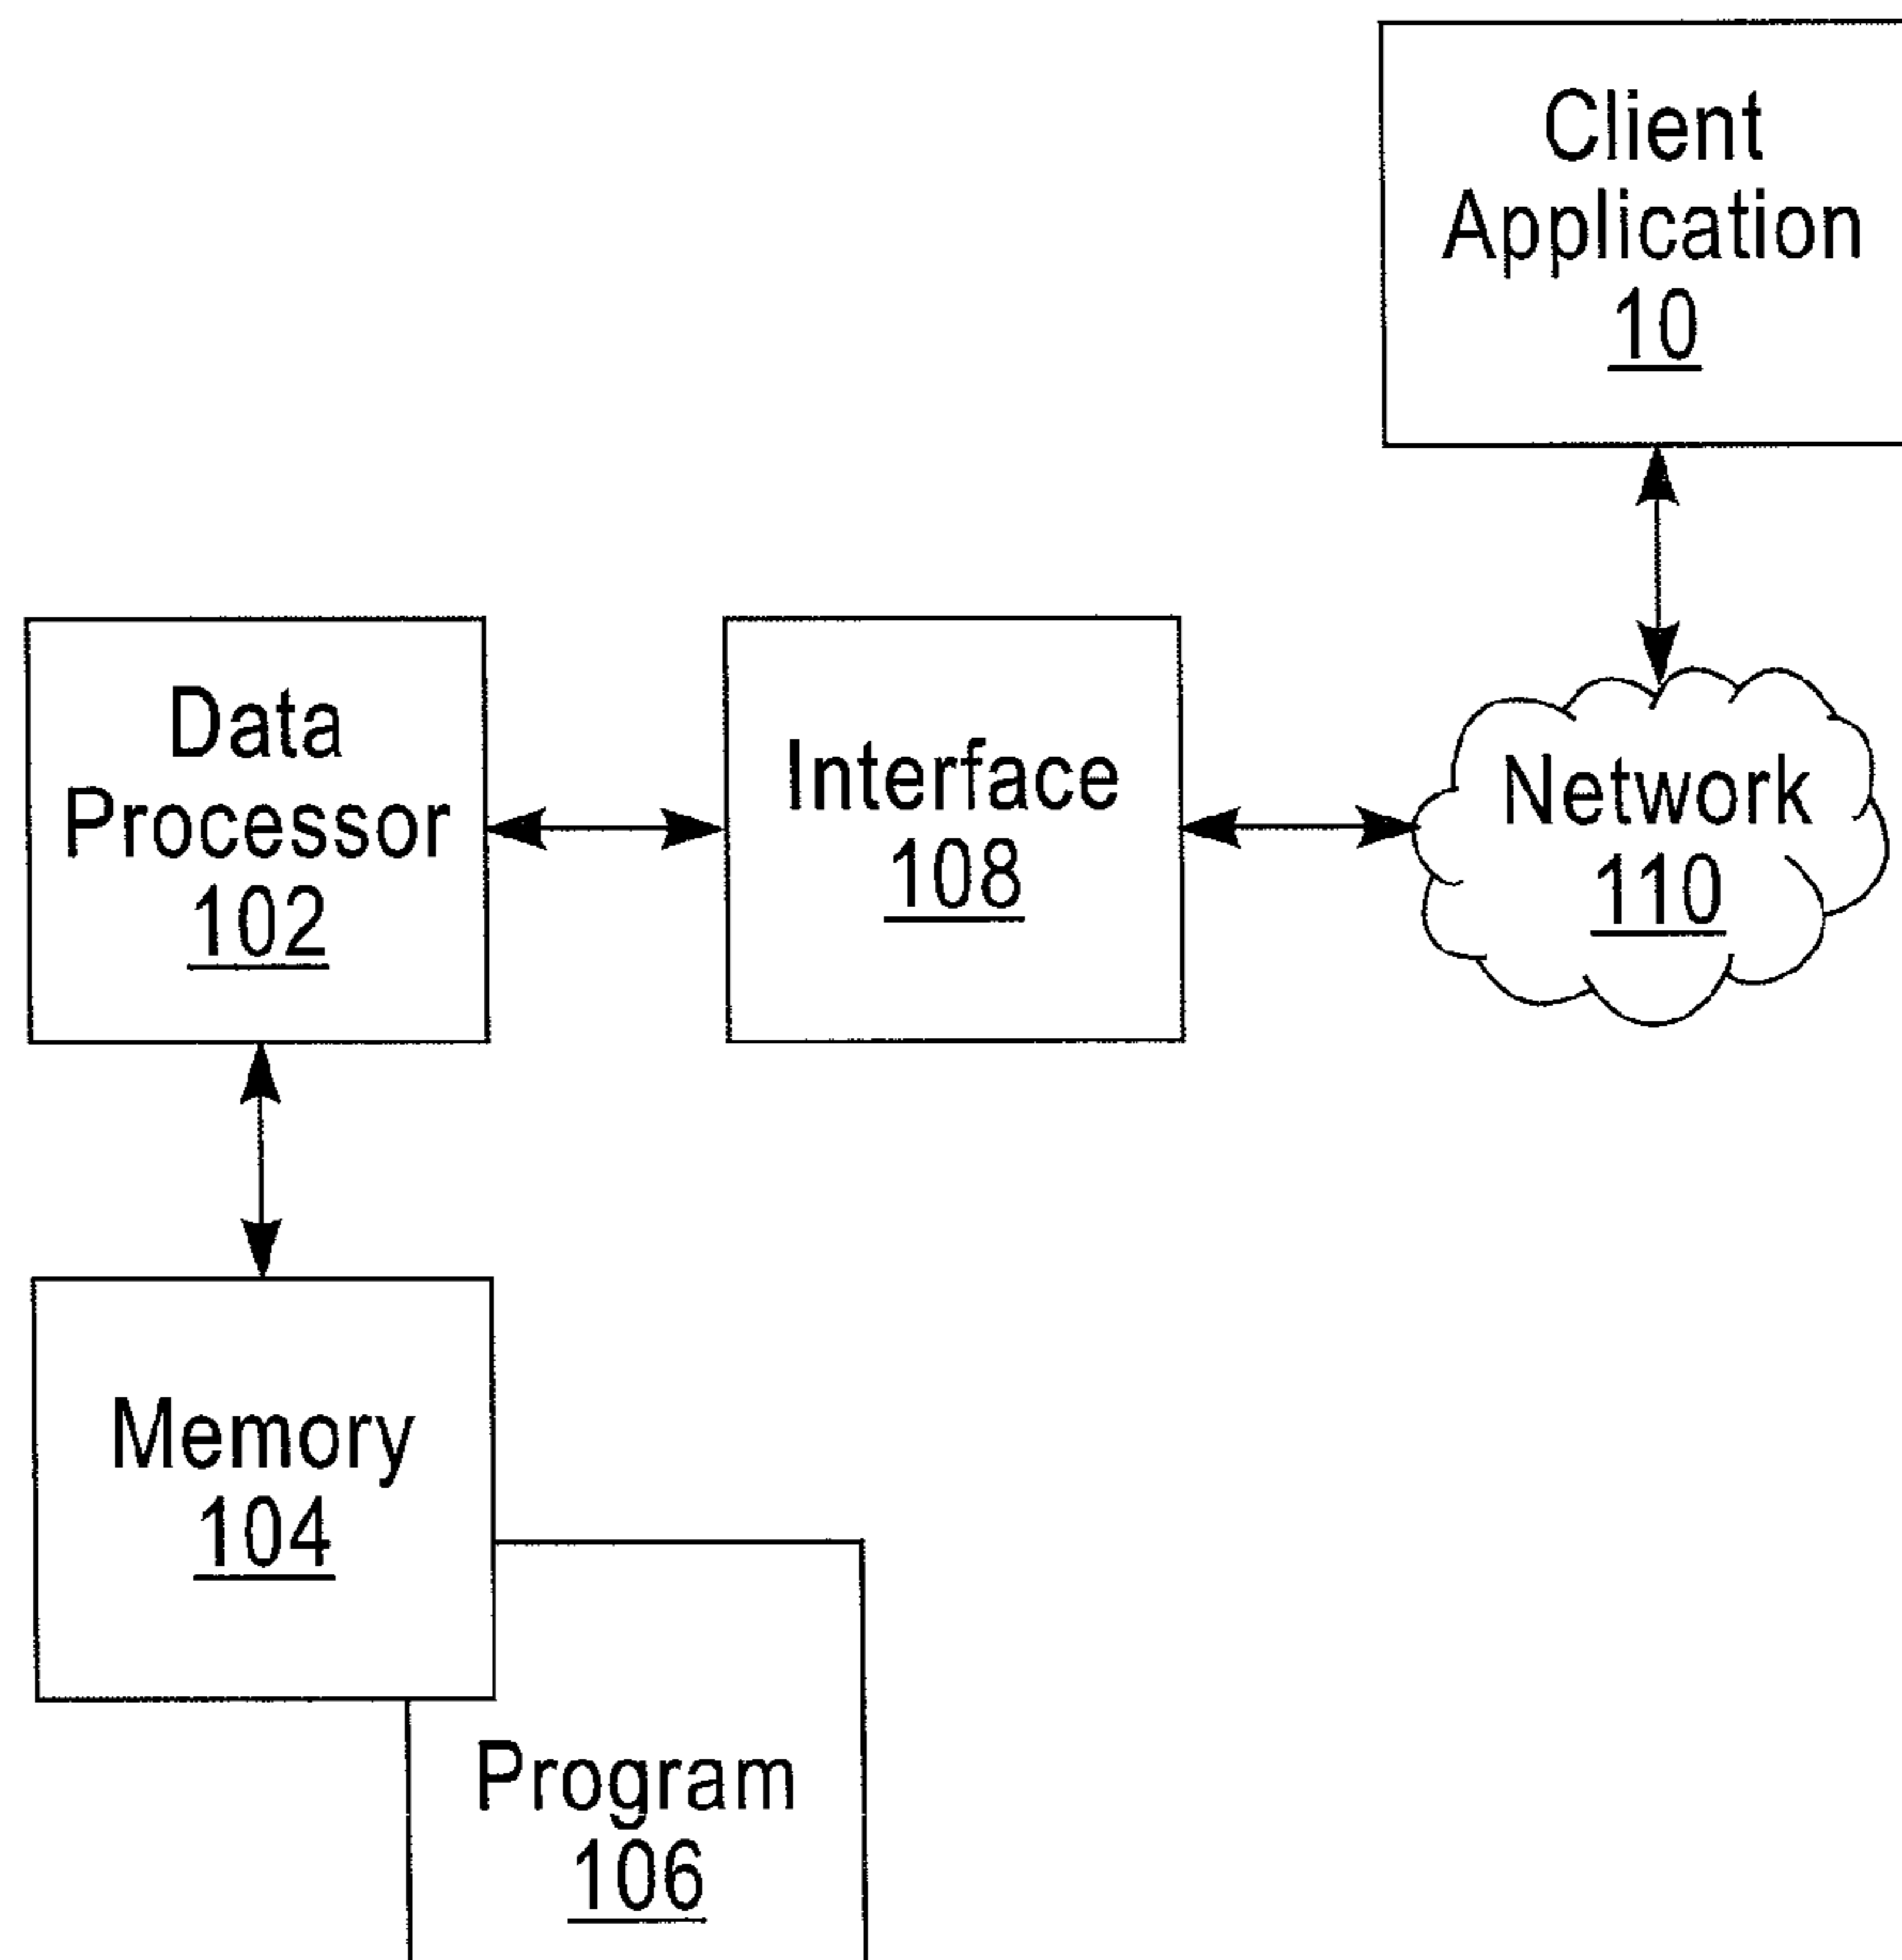 Client
Application
10
Data
Processor
102
Interface
108
Network
110
Memory
104
Program
106